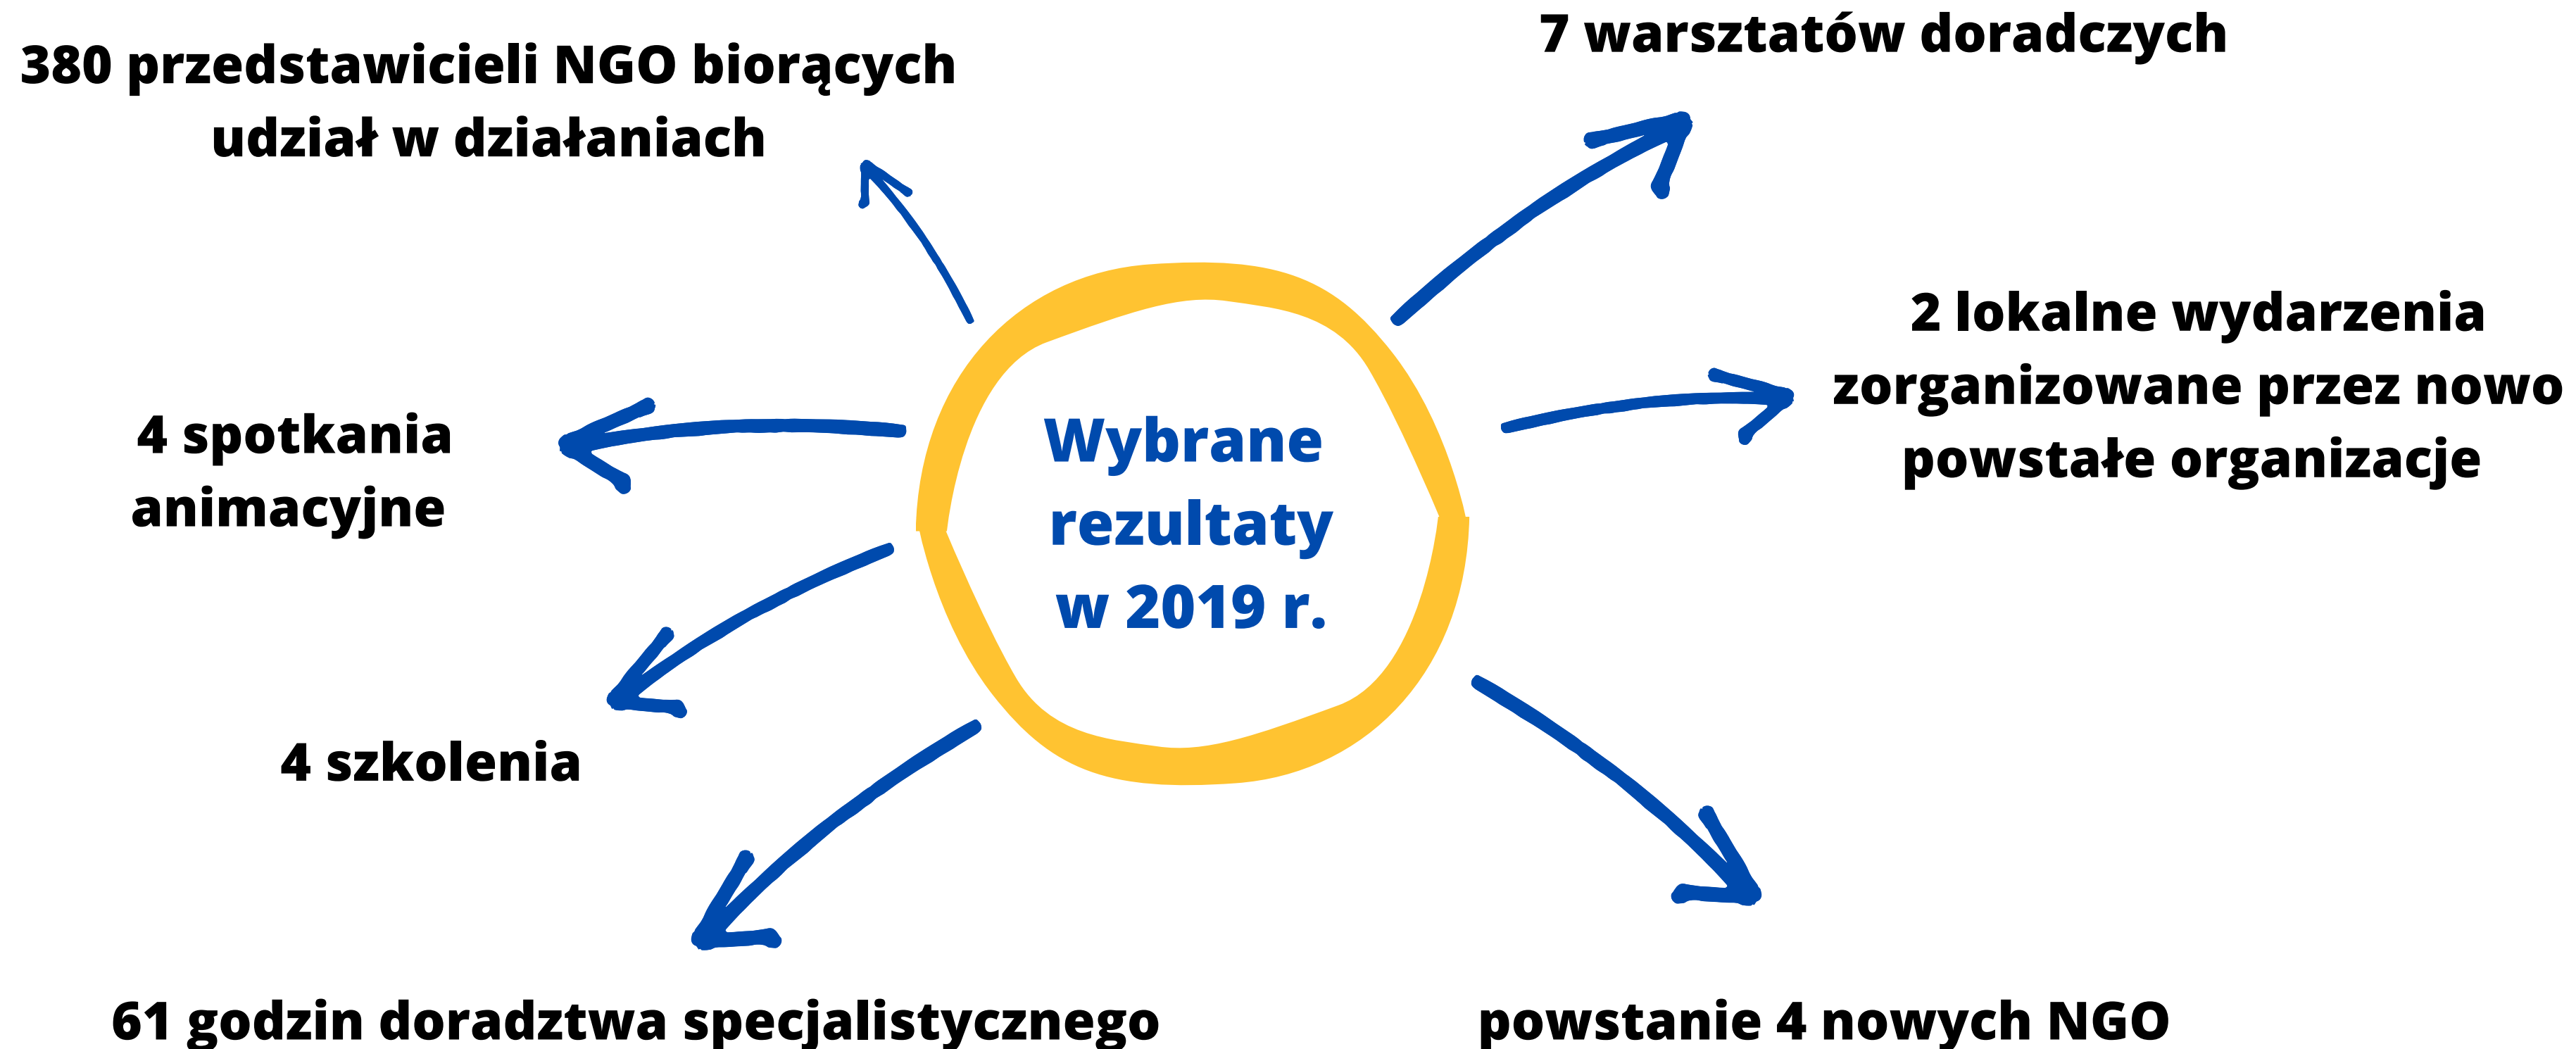 380 przedstawicieli NGO biorących
udział w działaniach
7 warsztatów doradczych
2 lokalne wydarzenia
zorganizowane przez nowo
powstałe organizacje
4 spotkania
animacyjne
Wybrane
rezultaty
w 2019 r.
4 szkolenia
61 godzin doradztwa specjalistycznego
powstanie 4 nowych NGO